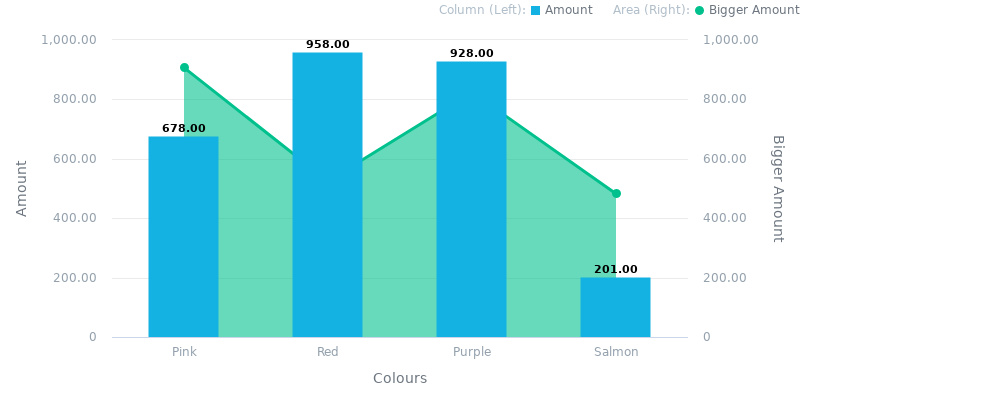 Column (Left): Amount Area (Right): Bigger Amount
1,000.00 1,000.00
958.00
928.00
800.00 800.00
678.00
600.00 600.00
Amount
Bigger Amount
400.00 400.00
201.00
200.00 200.00
0 0
Pink Red Purple Salmon
Colours